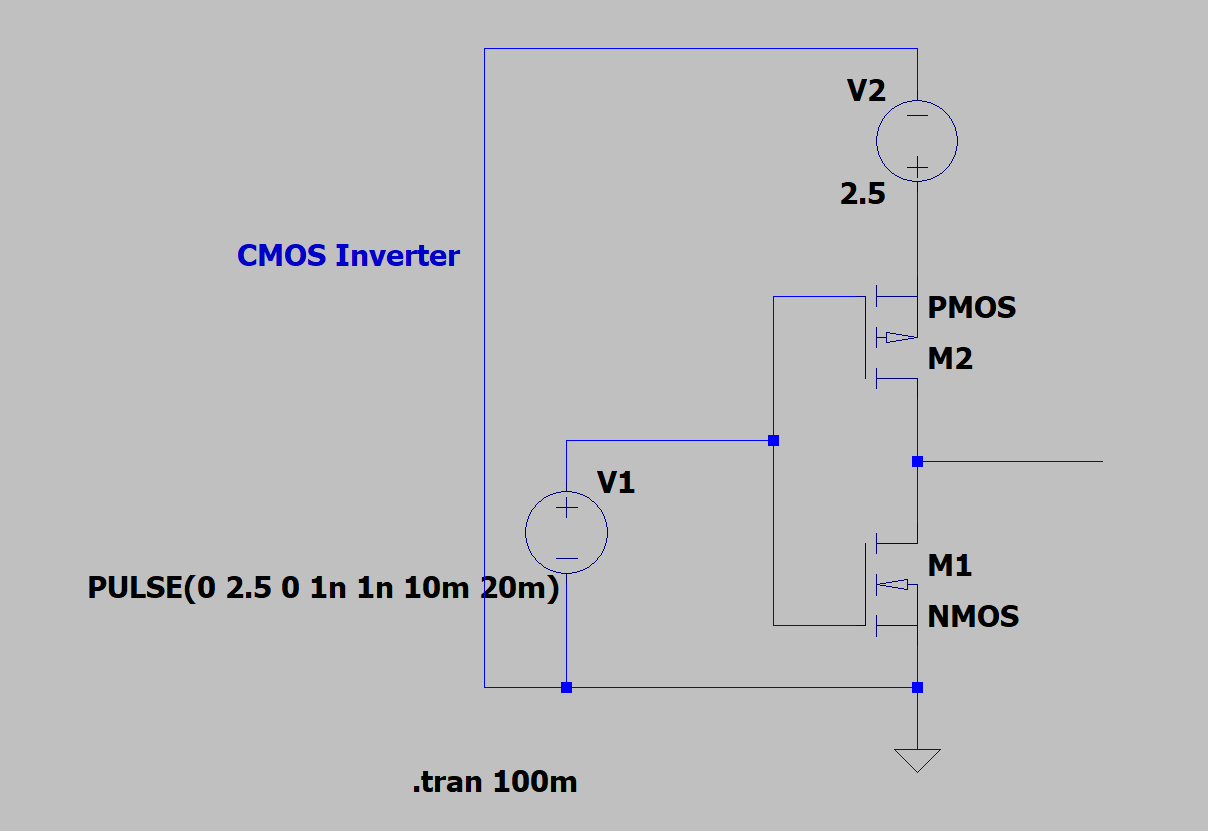 V2
2.5
CMOS Inverter
PMOS
M2
V1
PULSE(0 2.5 0 1n 1n 10m 20m)
M1
NMOS
.tran 100m